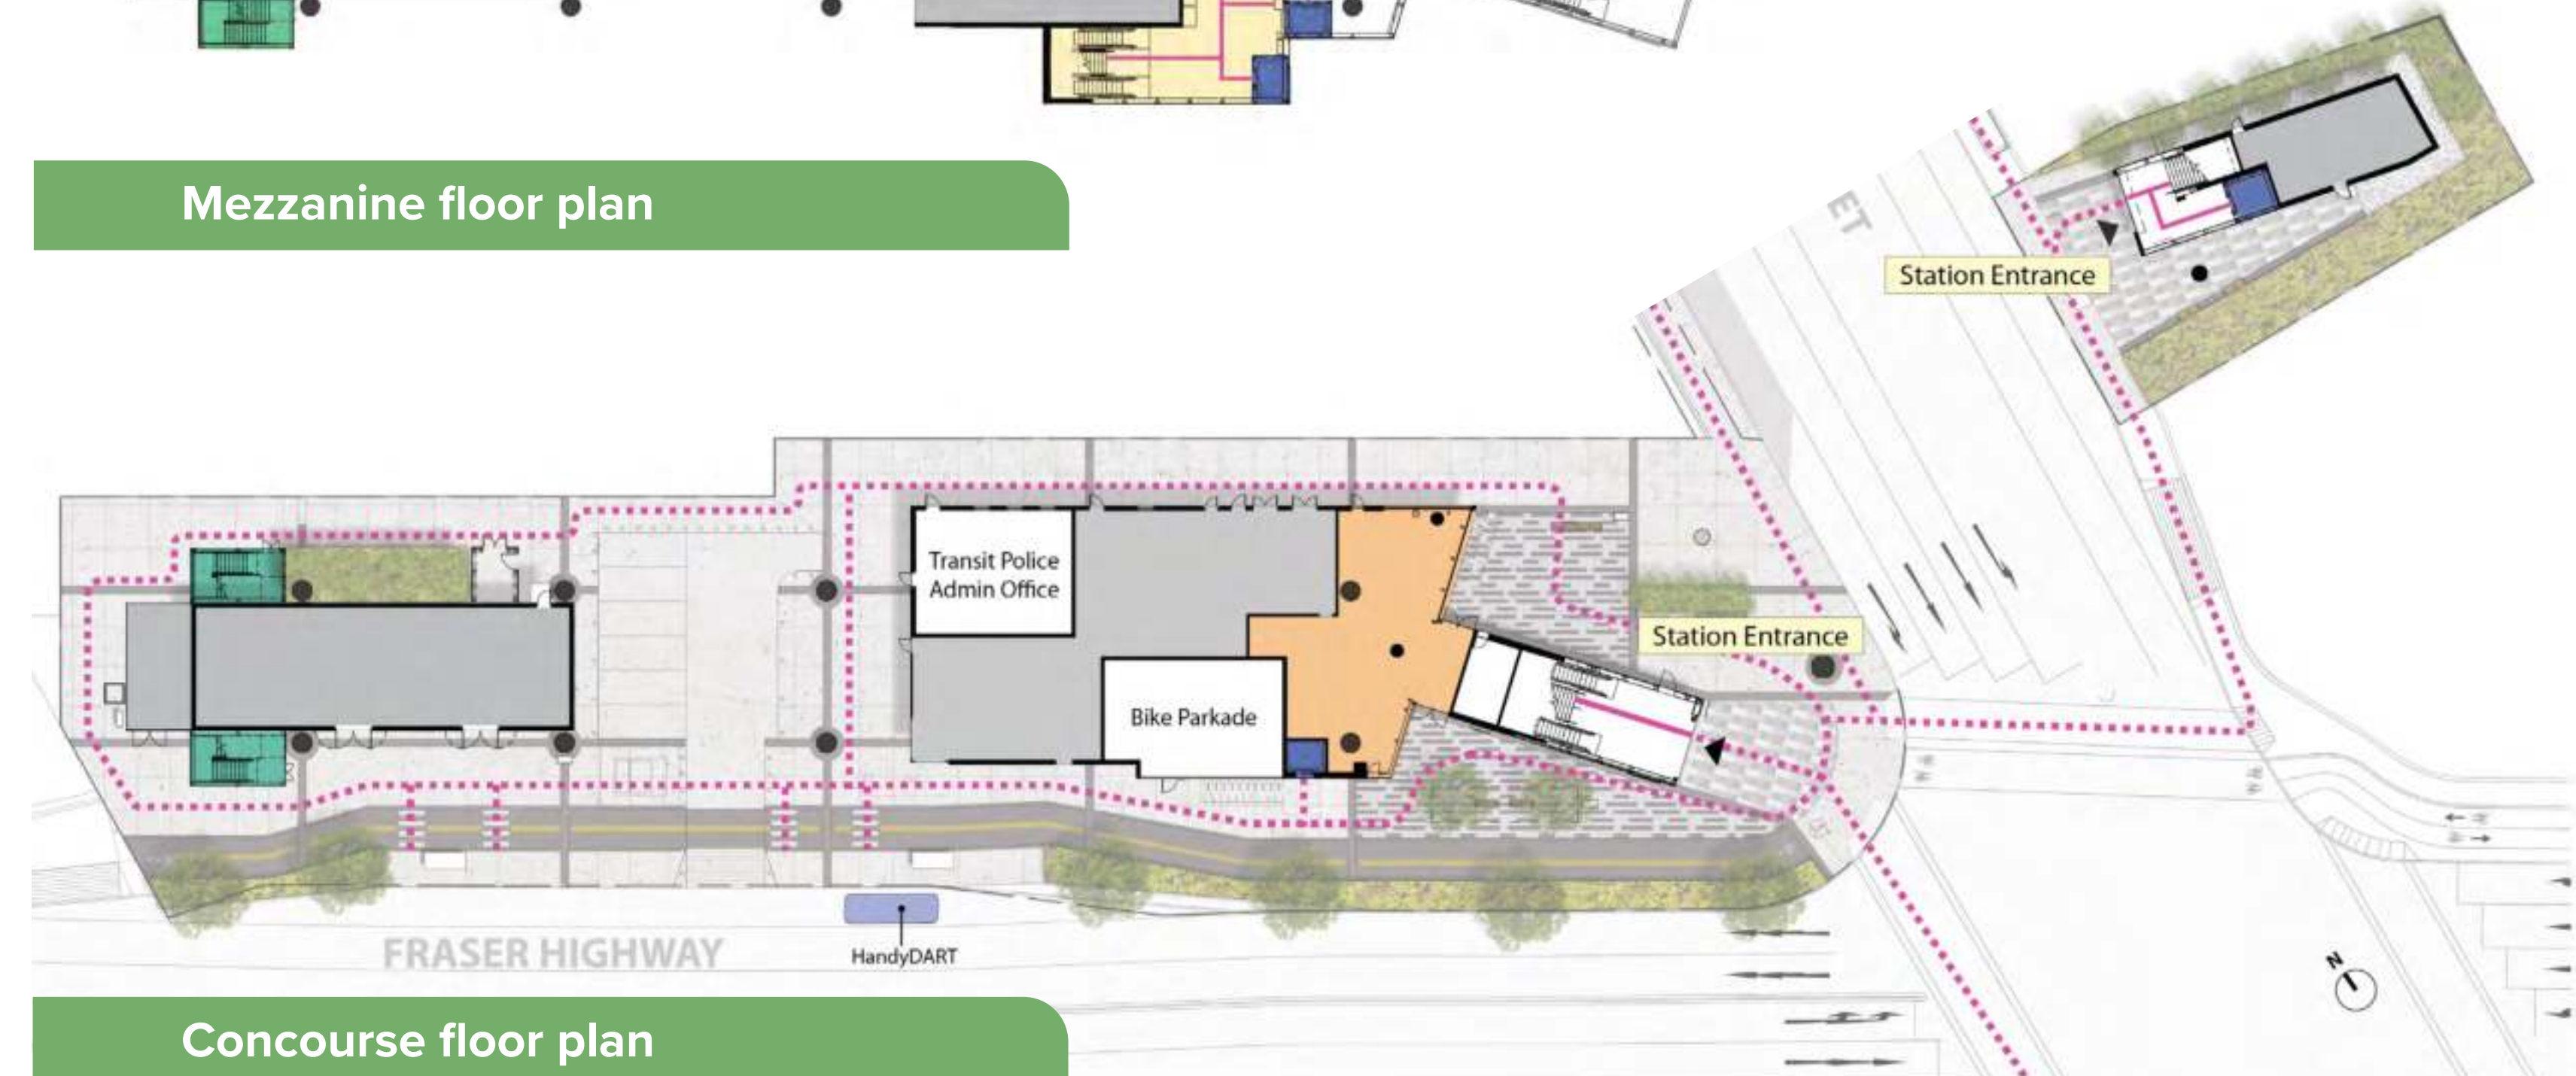 Mezzanine floor plan
ET
Station Entrance
Transit Police
Admin Office
Station Entrance
Bike Parkade
HandyDART
FRASER HIGHWAY
N
Concourse floor plan